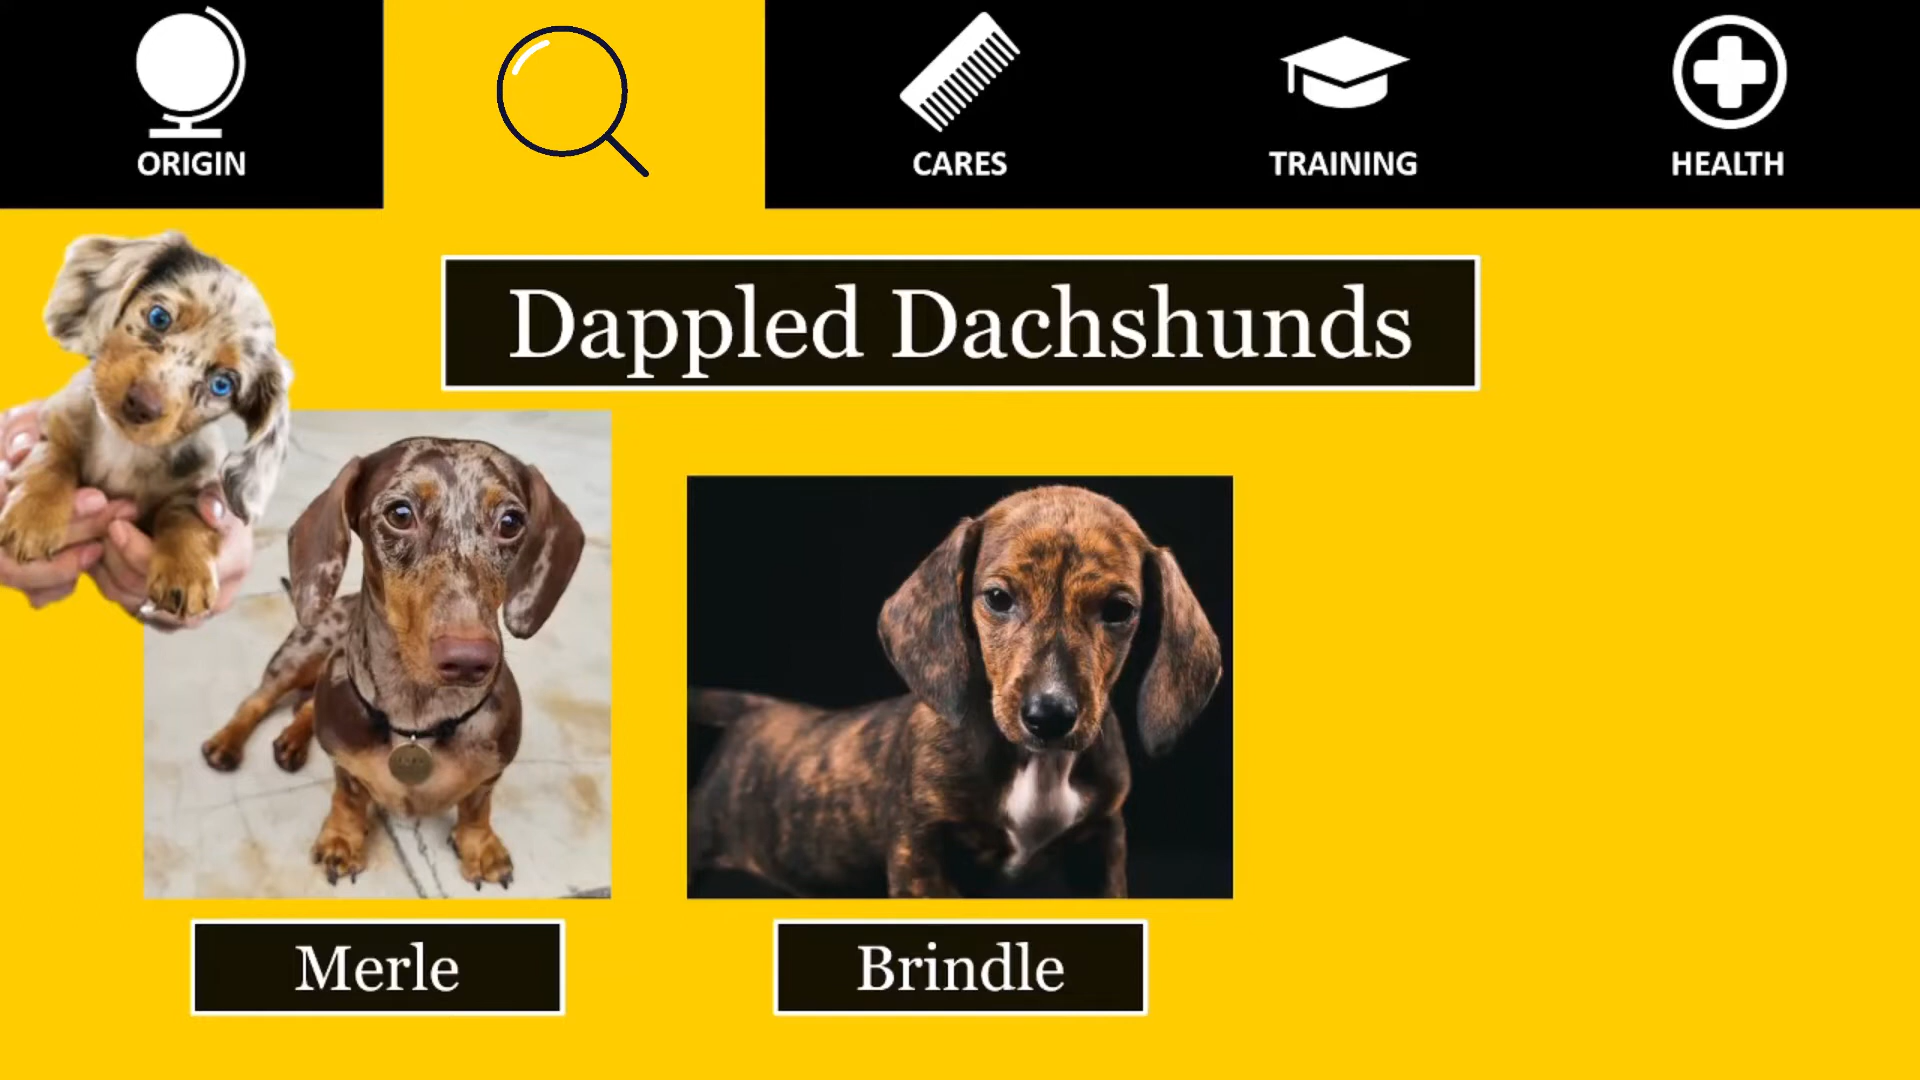 ORIGIN
CARES
TRAINING
HEALTH
Dappled Dachshunds
Merle
Brindle